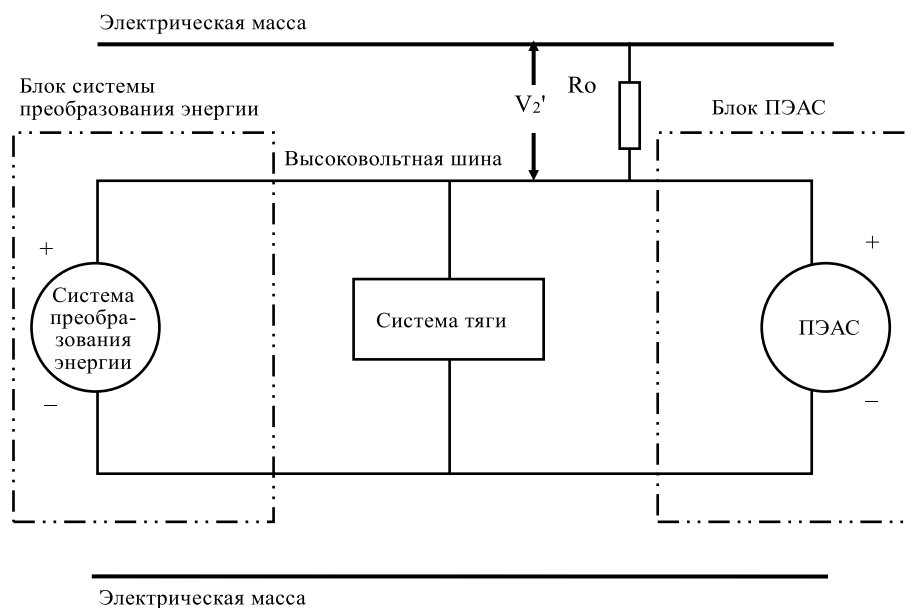 Электрическая масса
Блок системы
преобразования энергии
V2'
Ro
Блок ПЭАС
Высоковольтная шина
+
+
Система
преобра-
зования
энергии
Система тяги
ПЭАС
–
–
Электрическая масса